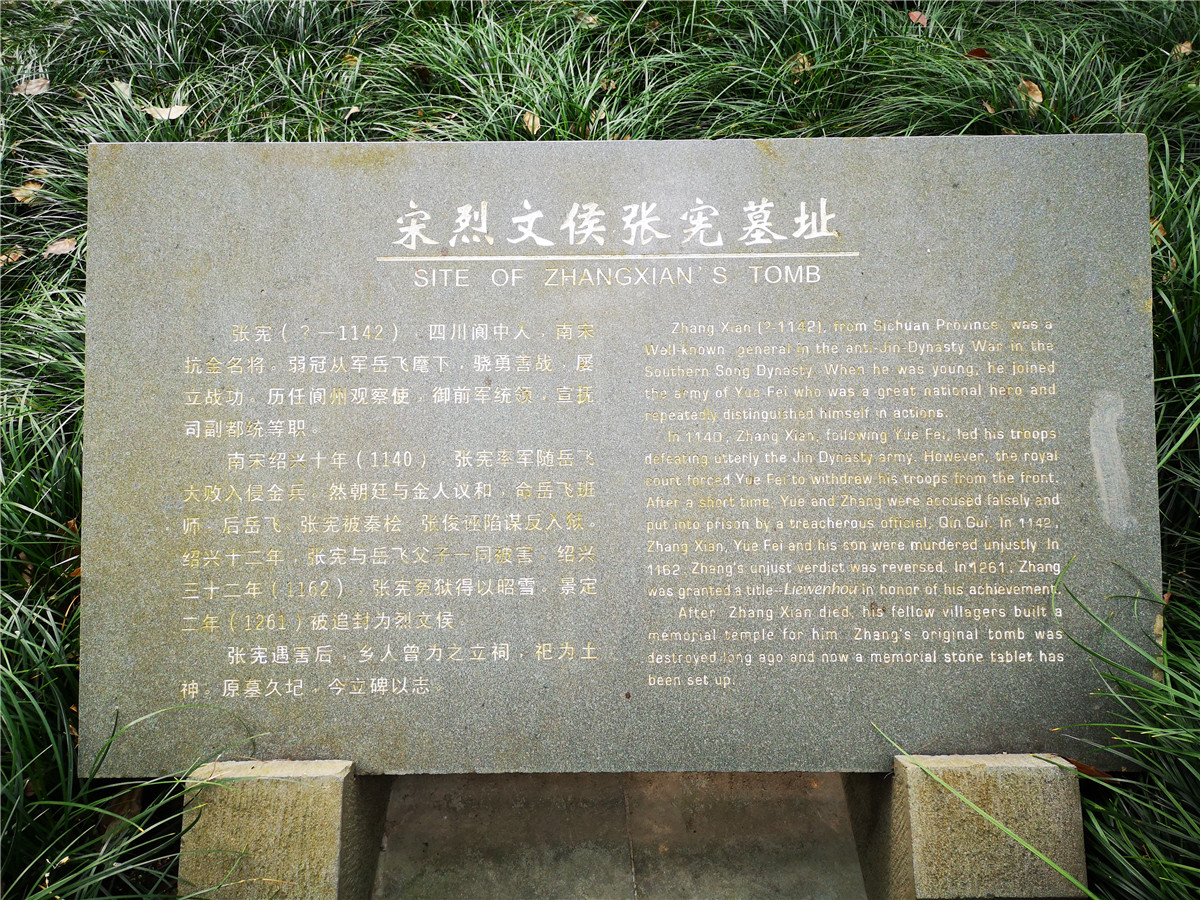 宋烈文侯张宪墓址
SITE OF ZHANGXIAN'S TOMB
张宪（？—1142），四川阆中人，南宋
抗金名将。弱冠从军岳飞麾下，骁勇善战，屡
立战功。历任阆州观察使，御前军统领，宣抚
司副都统等职。
南宋绍兴十年（1140），张宪率军随岳飞
大败入侵金兵。然朝廷与金人议和，命岳飞班
师。后岳飞、张宪被秦桧、张俊诬陷谋反入狱。
绍兴十二年，张宪与岳飞父子一同被害。绍兴
三十二年（1162），张宪冤狱得以昭雪。景定
二年（1261）被追封为烈文侯。
张宪遇害后，乡人曾力之立祠，祀为土
神。原墓久圮，今立碑以志。
Zhang Xian (?-1142), from Sichuan Province, was a
Well-known general in the anti-Jin-Dynasty War in the
Southern Song Dynasty. When he was young, he joined
the army of Yue Fei who was a great national hero and
repeatedly distinguished himself in actions.
In 1140, Zhang Xian, following Yue Fei, led his troops
defeating utterly the Jin Dynasty army. However, the royal
court forced Yue Fei to withdraw his troops from the front.
After a short time, Yue and Zhang were accused falsely and
put into prison by a treacherous official, Qin Gui. In 1142,
Zhang Xian, Yue Fei and his son were murdered unjustly. In
1162, Zhang's unjust verdict was reversed. In 1261, Zhang
was granted a title--Liewenhou in honor of his achievement.
After Zhang Xian died, his fellow villagers built a
memorial temple for him. Zhang's original tomb was
destroyed long ago and now a memorial stone tablet has
been set up.